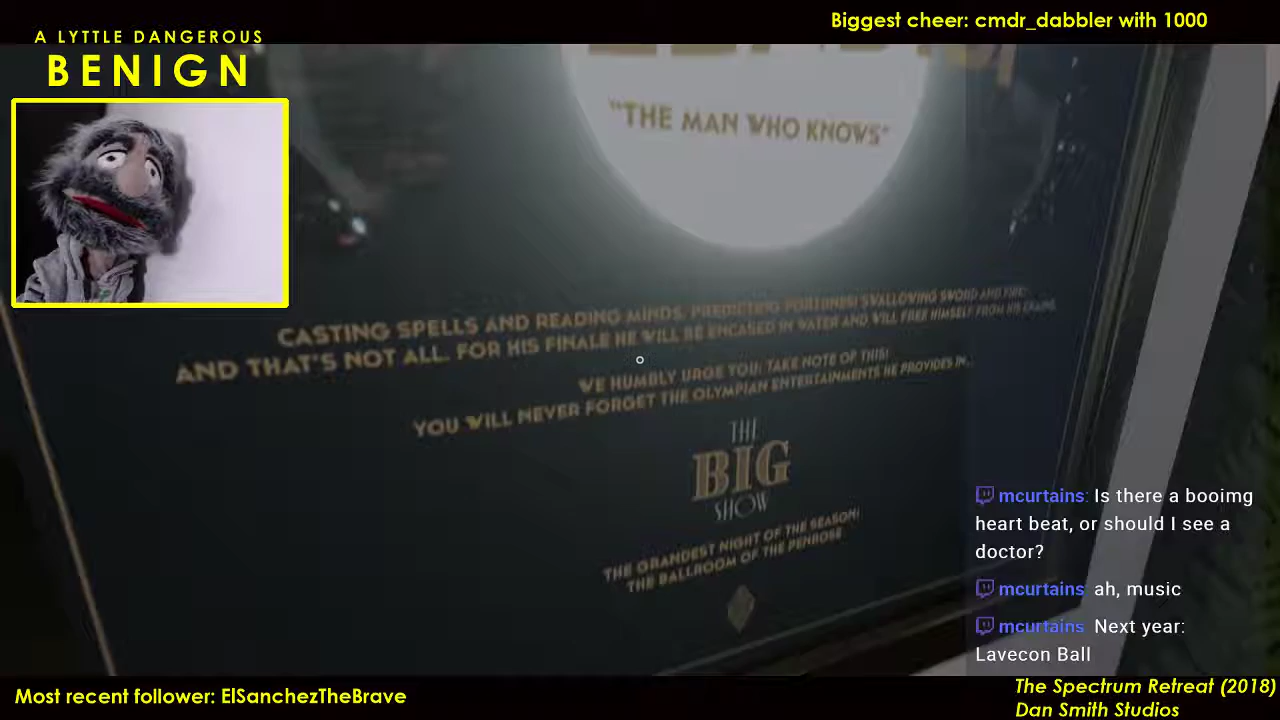 A LYTTLE DANGEROUS
BENIGN
Biggest cheer: cmdr_dabbler with 1000
"THE MAN WHO KNOWS"
CASTING SPELLS AND READING MINDS. PREDICTING FORTUNES! SWALLOWING SWORD AND FIRE.
AND THAT'S NOT ALL. FOR HIS FINALE HE WILL BE ENCASED IN WATER AND WILL FREE HIMSELF FROM HIS CHAINS.
WE HUMBLY URGE YOU: TAKE NOTE OF THIS!
YOU WILL NEVER FORGET THE OLYMPIAN ENTERTAINMENTS HE PROVIDES IN...
THE
BIG
SHOW
THE GRANDEST NIGHT OF THE SEASON!
THE BALLROOM OF THE PENROSE
mcurtains: Is there a booimg
heart beat, or should I see a
doctor?
mcurtains: ah, music
mcurtains: Next year:
Lavecon Ball
Most recent follower: ElSanchezTheBrave
The Spectrum Retreat (2018)
Dan Smith Studios